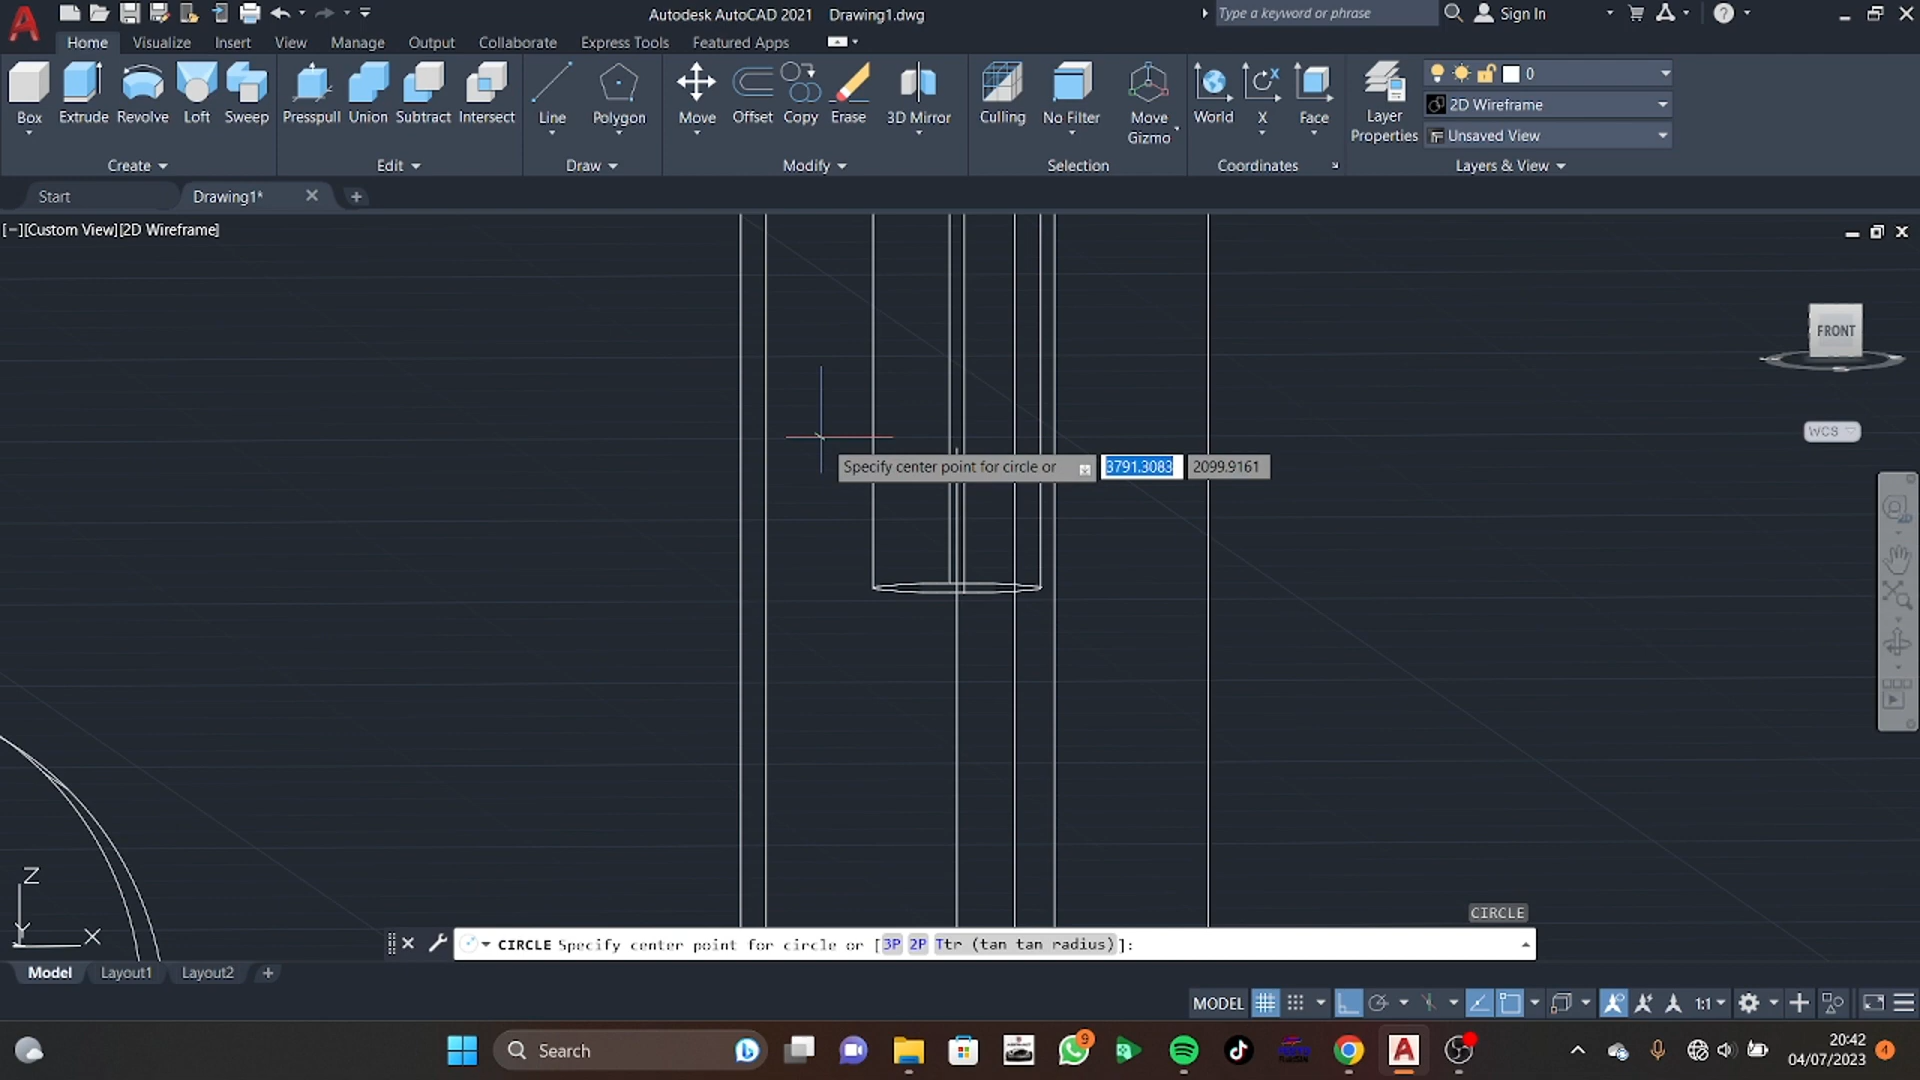 Autodesk AutoCAD 2021 Drawing1.dwg
Type a keyword or phrase
Sign In
Home Visualize Insert View Manage Output Collaborate Express Tools Featured Apps
Box Extrude Revolve Loft Sweep Presspull Union Subtract Intersect Line Polygon Move Offset Copy Erase 3D Mirror Culling No Filter Move Gizmo World X Face Layer Properties
0
2D Wireframe
Unsaved View
Create Edit Draw Modify Selection Coordinates Layers & View
Start Drawing1*
[−][Custom View][2D Wireframe]
FRONT
WCS
Specify center point for circle or 3791.3083 2099.9161
Z
Y
X
CIRCLE
CIRCLE Specify center point for circle or [3P 2P Ttr (tan tan radius)]:
Model Layout1 Layout2
MODEL 1:1
Search
9
20:42
04/07/2023
4